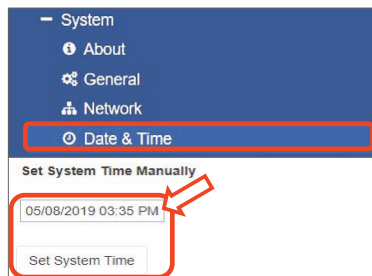 System
About
General
Network
Date & Time
Set System Time Manually
05/08/2019 03:35 PM
Set System Time